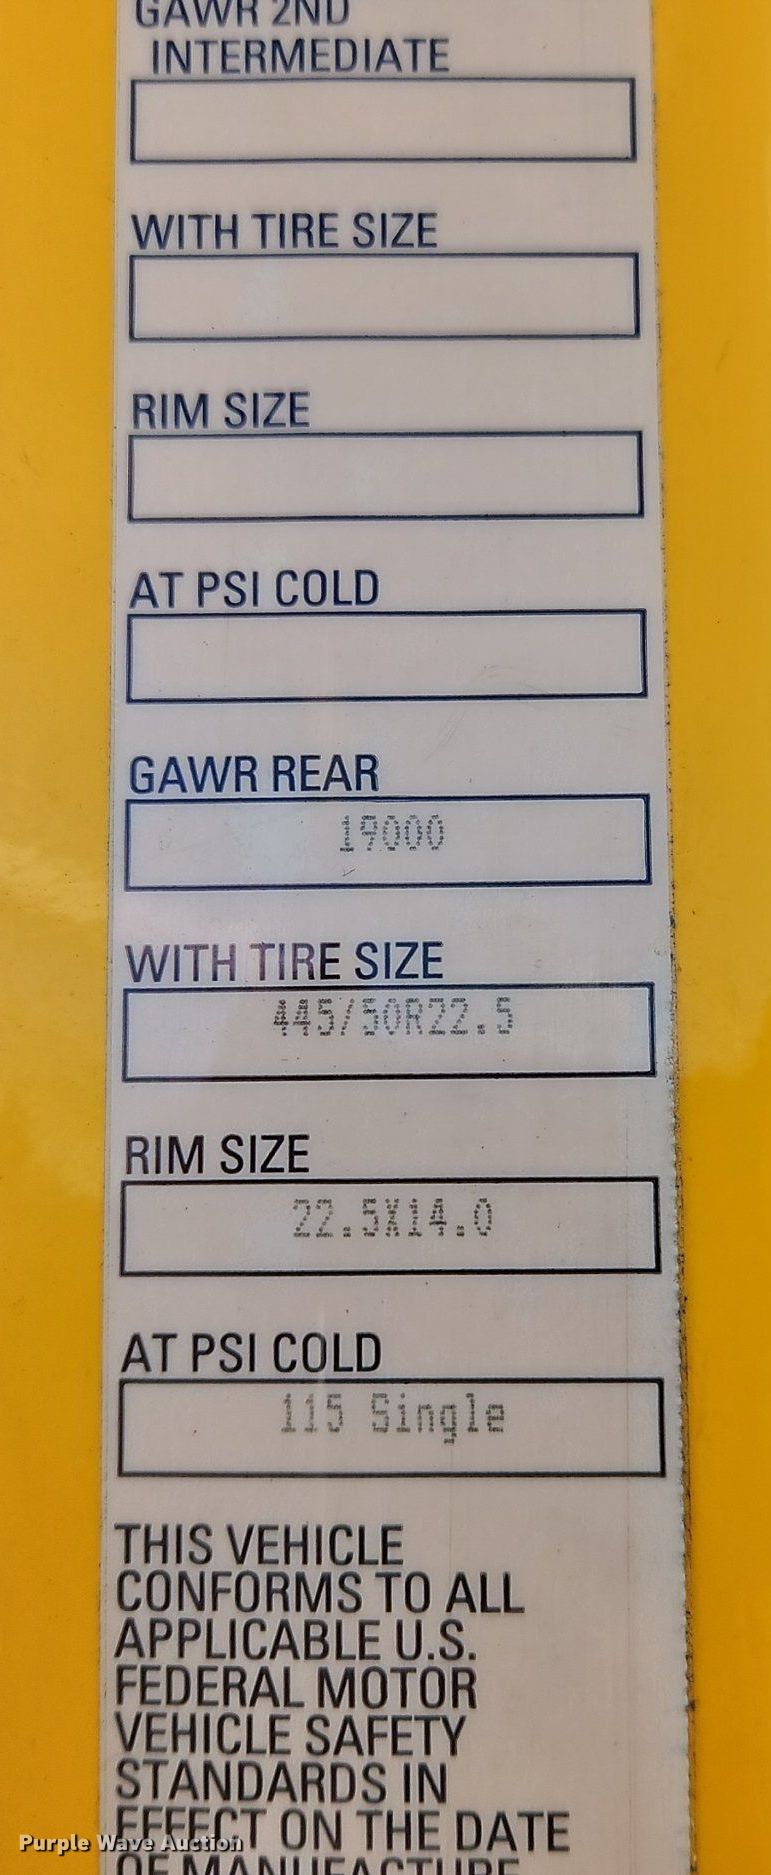 GAWR 2ND
INTERMEDIATE
WITH TIRE SIZE
RIM SIZE
AT PSI COLD
GAWR REAR
19000
WITH TIRE SIZE
445/50R22.5
RIM SIZE
22.5X14.0
AT PSI COLD
115 Single
THIS VEHICLE
CONFORMS TO ALL
APPLICABLE U.S.
FEDERAL MOTOR
VEHICLE SAFETY
STANDARDS IN
EFFECT ON THE DATE
OF MANUFACTURE
Purple Wave Auction